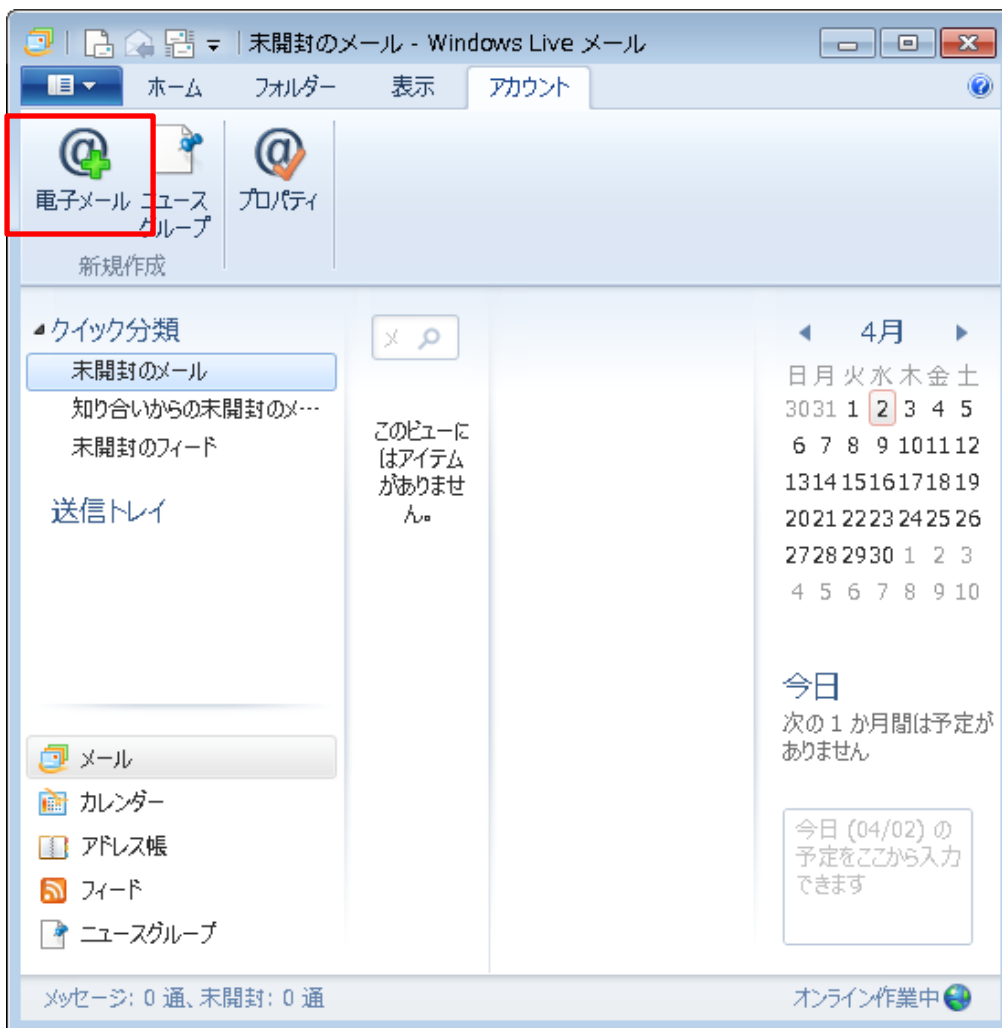 未開封のメール - Windows Live メール
ホーム フォルダー 表示 アカウント
電子メール ニュース グループ プロパティ
新規作成
クイック分類
未開封のメール
知り合いからの未開封のメ…
未開封のフィード
送信トレイ
メール
カレンダー
アドレス帳
フィード
ニュースグループ
メ
このビューに
はアイテム
がありませ
ん。
4月
日 月 火 水 木 金 土
30 31 1 2 3 4 5
6 7 8 9 10 11 12
13 14 15 16 17 18 19
20 21 22 23 24 25 26
27 28 29 30 1 2 3
4 5 6 7 8 9 10
今日
次の 1 か月間は予定が
ありません
今日 (04/02) の
予定をここから入力
できます
メッセージ: 0 通、未開封: 0 通
オンライン作業中